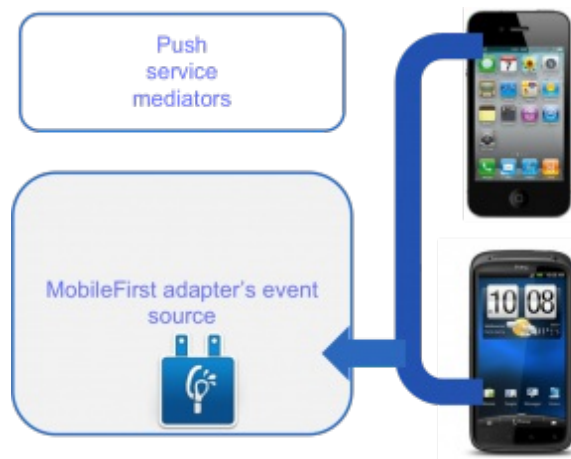 Push
service
mediators
MobileFirst adapter's event
source
10 08